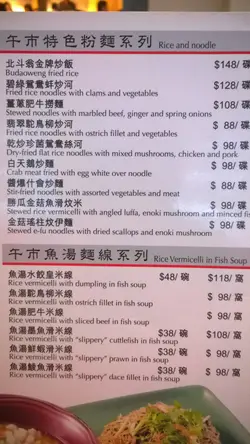 午市特色粉麵系列 Rice and noodle
北斗翁金牌炒飯 $148/ 碟
Budaoweng fried rice
碧綠鴛鴦蚌炒河 $128/ 碟
Fried noodles with clams and vegetables
薑蔥肥牛撈麵 $108/ 碟
Stewed noodles with marbled beef, ginger and spring onions
翡翠鴕鳥柳炒河 $ 88/ 碟
Fried noodles with ostrich fillet and vegetables
乾炒珍菌鴛鴦絲河 $ 98/ 碟
Dry-fried flat rice noodles with mixed mushrooms, chicken and pork
白天鵝炒麵 $ 98/ 碟
Crab meat fried with egg white over noodle
醬爆什會炒麵 $ 88/ 碟
Stir-fried noodles with assorted vegetables and meat
勝瓜金菇魚滑炆米 $ 98/ 碟
Stewed rice vermicelli with angled luffa, enoki mushroom and minced fis
金菇瑤柱炆伊麵 $ 98/ 碟
Stewed e-fu noodles with dried scallops and enoki mushroom
午市魚湯麵線系列 Rice Vermicelli in Fish Soup
魚湯水餃皇米線 $48/ 碗 $118/ 窩
Rice vermicelli with dumpling in fish soup
魚湯鴕鳥柳米線 $ 98/ 窩
Rice vermicelli with ostrich fillet in fish soup
魚湯肥牛米線 $ 98/ 窩
Rice vermicelli sliced beef in fish soup
魚湯墨魚滑米線 $38/ 碗 $108/ 窩
Rice vermicelli with "slippery" cuttlefish in fish soup
魚湯鮮蝦滑米線 $38/ 碗 $ 98/ 窩
Rice vermicelli with "slippery" prawn in fish soup
魚湯鯪魚滑米線 $38/ 碗 $ 98/ 窩
Rice vermicelli with "slippery" dace fillet in fish soup